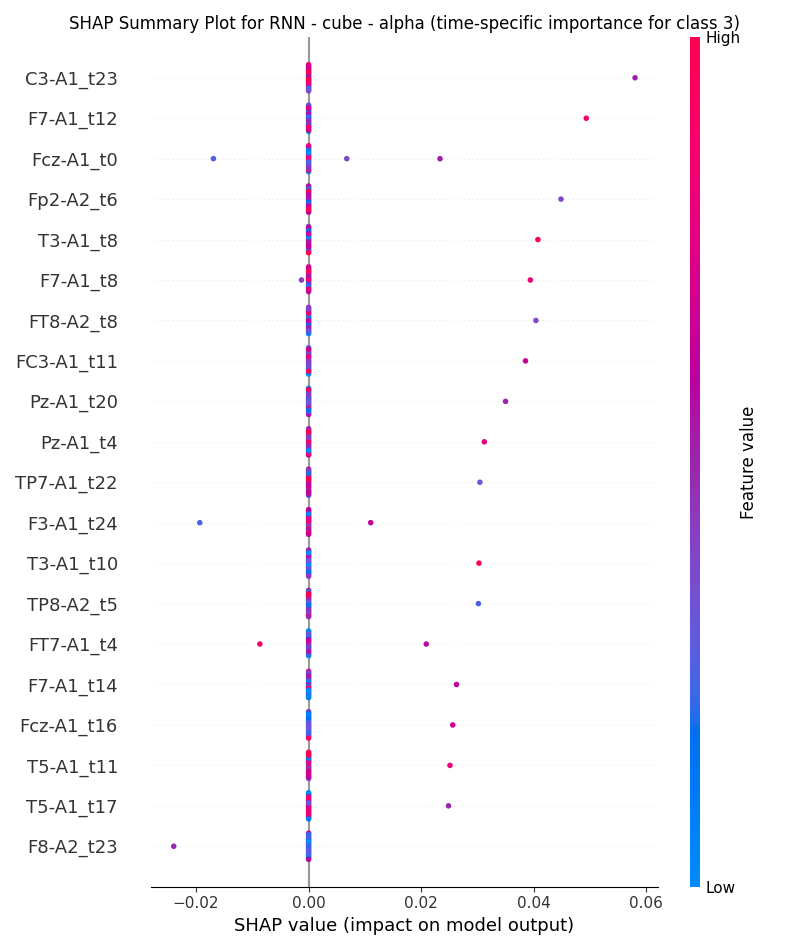 SHAP Summary Plot for RNN - cube - alpha (time-specific importance for class 3)
High
C3-A1_t23
F7-A1_t12
Fcz-A1_t0
Fp2-A2_t6
T3-A1_t8
F7-A1_t8
FT8-A2_t8
FC3-A1_t11
Pz-A1_t20
Pz-A1_t4
TP7-A1_t22
F3-A1_t24
T3-A1_t10
TP8-A2_t5
FT7-A1_t4
F7-A1_t14
Fcz-A1_t16
T5-A1_t11
T5-A1_t17
F8-A2_t23
Feature value
Low
−0.02 0.00 0.02 0.04 0.06
SHAP value (impact on model output)